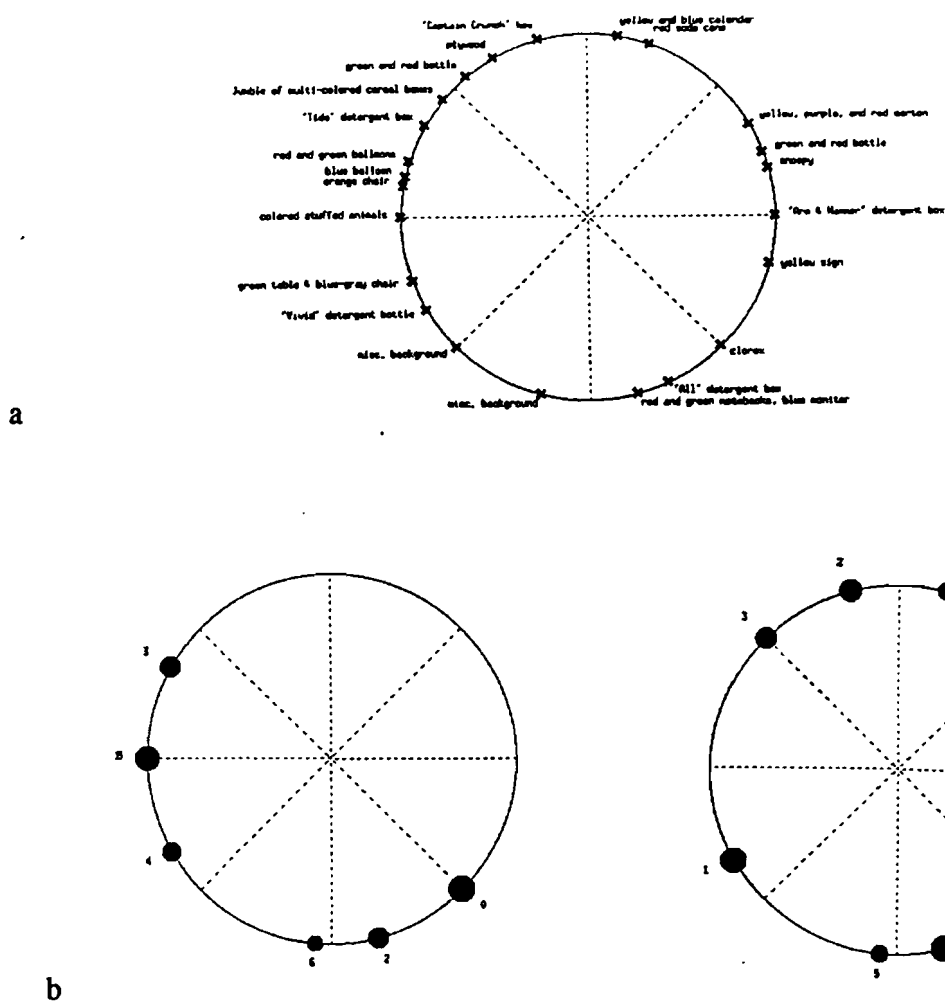 "Captain Crunch" box
yellow and blue calander
red soda cans
plywood
green and red bottle
Jumble of multi-colored cereal boxes
"Tide" detergent box
yellow, purple, and red carton
green and red bottle
snoopy
red and green balloons
blue balloon
orange chair
colored stuffed animals
"Arm & Hammer" detergent box
yellow sign
green table & blue-gray chair
"Vivid" detergent bottle
misc. background
clorox
misc. background
"All" detergent box
red and green notebooks, blue monitor
a
2
3
3
4
1
0
6
2
5
b